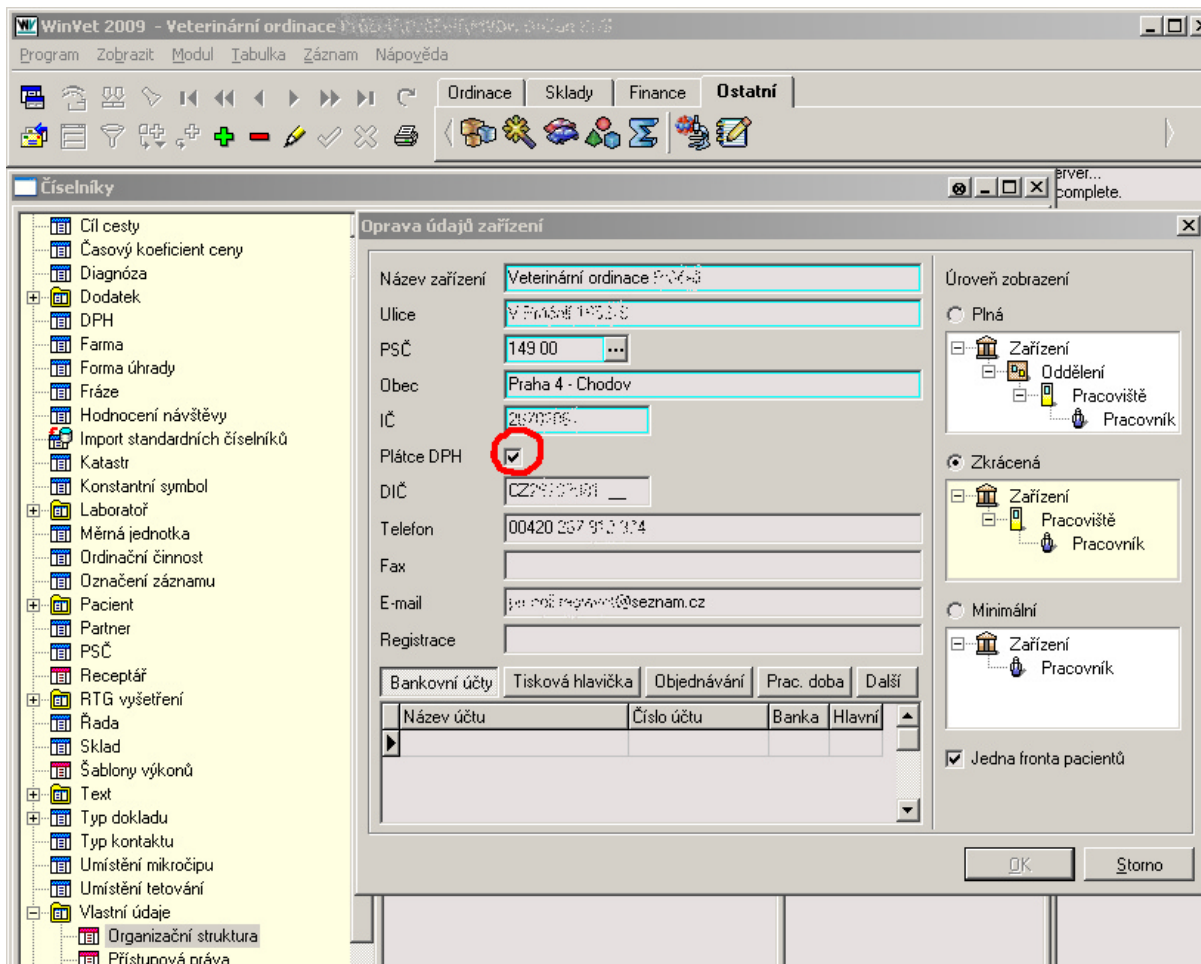 WinVet 2009 - Veterinární ordinace
Program Zobrazit Modul Tabulka Záznam Nápověda
Ordinace Sklady Finance Ostatní
erver...
complete.
Číselníky
Cíl cesty
Časový koeficient ceny
Diagnóza
Dodatek
DPH
Farma
Forma úhrady
Fráze
Hodnocení návštěvy
Import standardních číselníků
Katastr
Konstantní symbol
Laboratoř
Měrná jednotka
Ordinační činnost
Označení záznamu
Pacient
Partner
PSČ
Receptář
RTG vyšetření
Řada
Sklad
Šablony výkonů
Text
Typ dokladu
Typ kontaktu
Umístění mikročipu
Umístění tetování
Vlastní údaje
Organizační struktura
Přístupová práva
Oprava údajů zařízení
Název zařízení Veterinární ordinace
Ulice
PSČ 149 00 ...
Obec Praha 4 - Chodov
IČ
Plátce DPH
DIČ
Telefon 00420
Fax
E-mail @seznam.cz
Registrace
Bankovní účty Tisková hlavička Objednávání Prac. doba Další
Název účtu Číslo účtu Banka Hlavní
Úroveň zobrazení
Plná
Zařízení
Oddělení
Pracoviště
Pracovník
Zkrácená
Zařízení
Pracoviště
Pracovník
Minimální
Zařízení
Pracovník
Jedna fronta pacientů
OK Storno